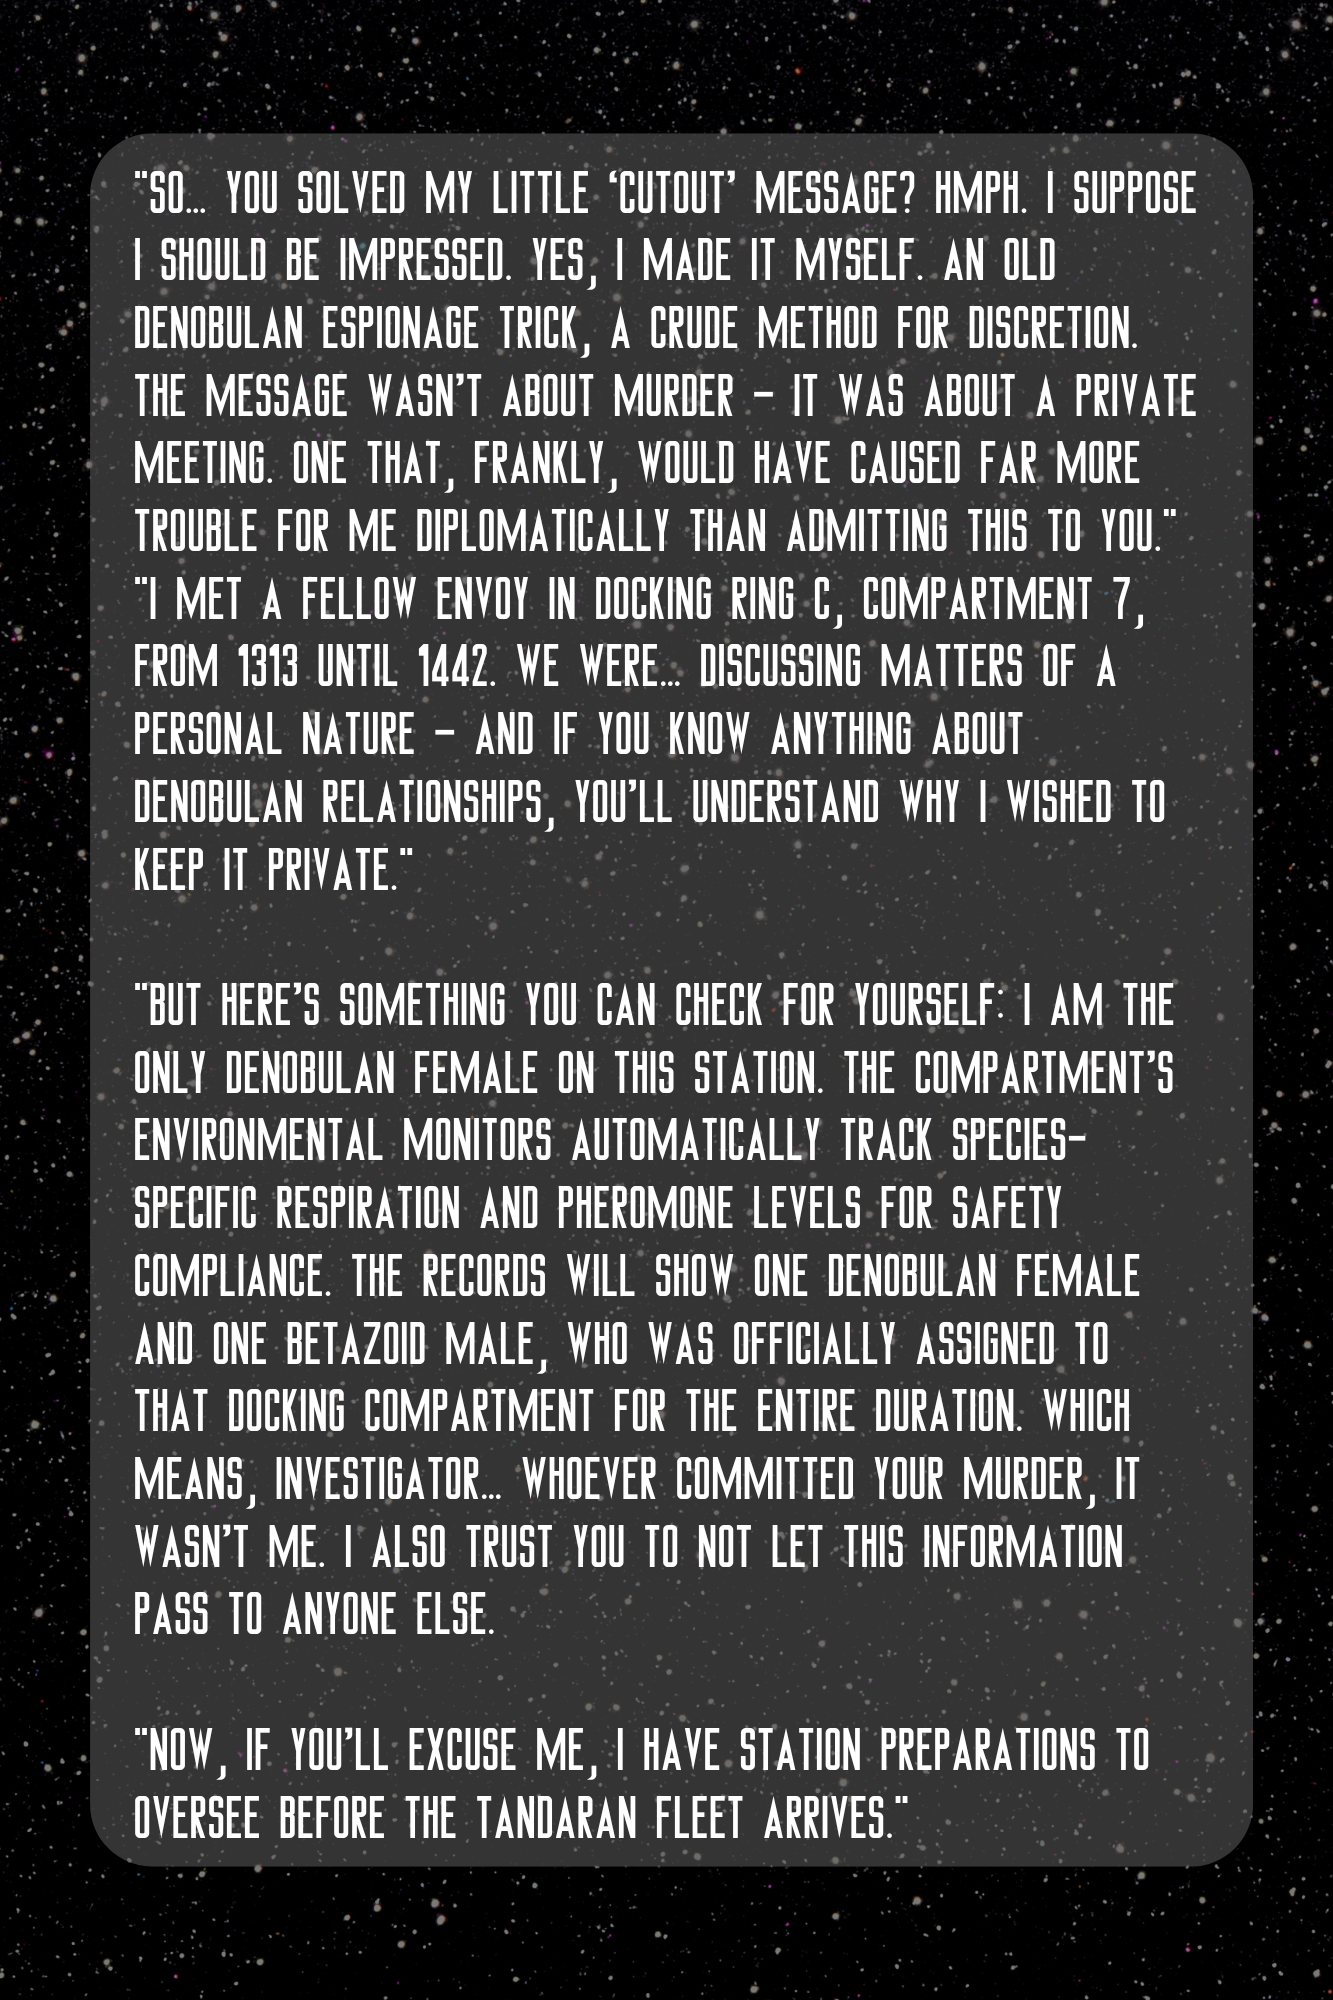 "SO... YOU SOLVED MY LITTLE ‘CUTOUT’ MESSAGE? HMPH. I SUPPOSE
I SHOULD BE IMPRESSED. YES, I MADE IT MYSELF. AN OLD
DENOBULAN ESPIONAGE TRICK, A CRUDE METHOD FOR DISCRETION.
THE MESSAGE WASN’T ABOUT MURDER – IT WAS ABOUT A PRIVATE
MEETING. ONE THAT, FRANKLY, WOULD HAVE CAUSED FAR MORE
TROUBLE FOR ME DIPLOMATICALLY THAN ADMITTING THIS TO YOU."
"I MET A FELLOW ENVOY IN DOCKING RING C, COMPARTMENT 7,
FROM 1313 UNTIL 1442. WE WERE... DISCUSSING MATTERS OF A
PERSONAL NATURE – AND IF YOU KNOW ANYTHING ABOUT
DENOBULAN RELATIONSHIPS, YOU’LL UNDERSTAND WHY I WISHED TO
KEEP IT PRIVATE."
"BUT HERE’S SOMETHING YOU CAN CHECK FOR YOURSELF: I AM THE
ONLY DENOBULAN FEMALE ON THIS STATION. THE COMPARTMENT’S
ENVIRONMENTAL MONITORS AUTOMATICALLY TRACK SPECIES-
SPECIFIC RESPIRATION AND PHEROMONE LEVELS FOR SAFETY
COMPLIANCE. THE RECORDS WILL SHOW ONE DENOBULAN FEMALE
AND ONE BETAZOID MALE, WHO WAS OFFICIALLY ASSIGNED TO
THAT DOCKING COMPARTMENT FOR THE ENTIRE DURATION. WHICH
MEANS, INVESTIGATOR... WHOEVER COMMITTED YOUR MURDER, IT
WASN’T ME. I ALSO TRUST YOU TO NOT LET THIS INFORMATION
PASS TO ANYONE ELSE.
"NOW, IF YOU’LL EXCUSE ME, I HAVE STATION PREPARATIONS TO
OVERSEE BEFORE THE TANDARAN FLEET ARRIVES."